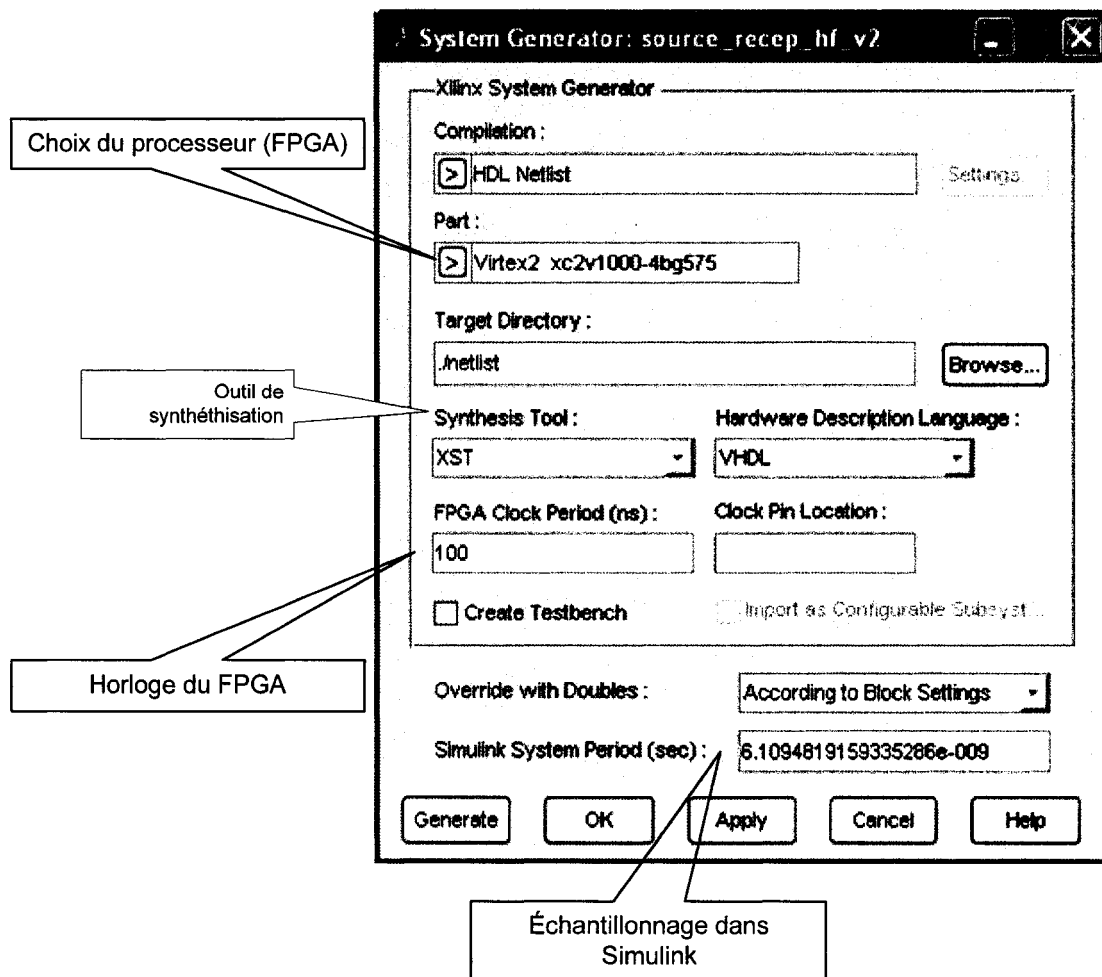 System Generator: source_recep_hf_v2
Xilinx System Generator
Compilation :
Choix du processeur (FPGA)
> HDL Netlist
Settings
Part :
> Virtex2 xc2v1000-4bg575
Target Directory :
./netlist
Browse...
Outil de
synthéthisation
Synthesis Tool :
Hardware Description Language :
XST
VHDL
FPGA Clock Period (ns) :
Clock Pin Location :
100
Create Testbench
Import as Configurable Subsyst...
Horloge du FPGA
Override with Doubles :
According to Block Settings
Simulink System Period (sec) :
6.1094819159335286e-009
Generate
OK
Apply
Cancel
Help
Échantillonnage dans
Simulink